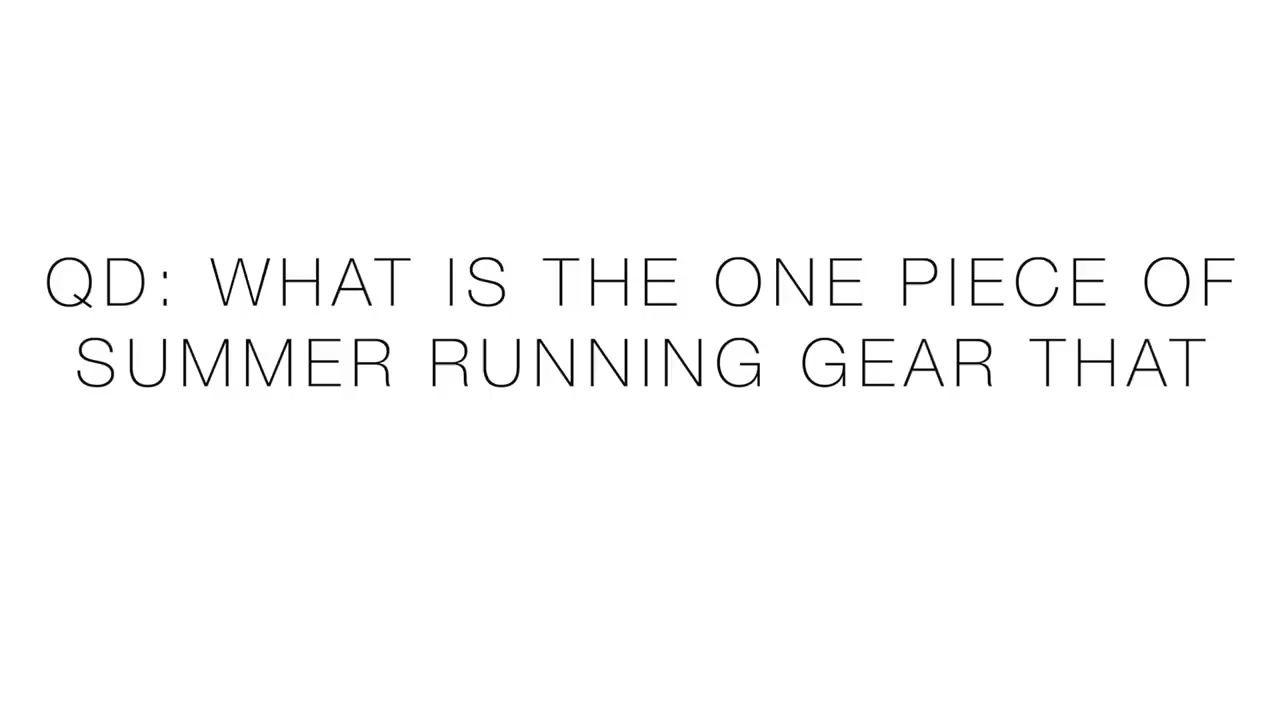 QD: WHAT IS THE ONE PIECE OF
SUMMER RUNNING GEAR THAT